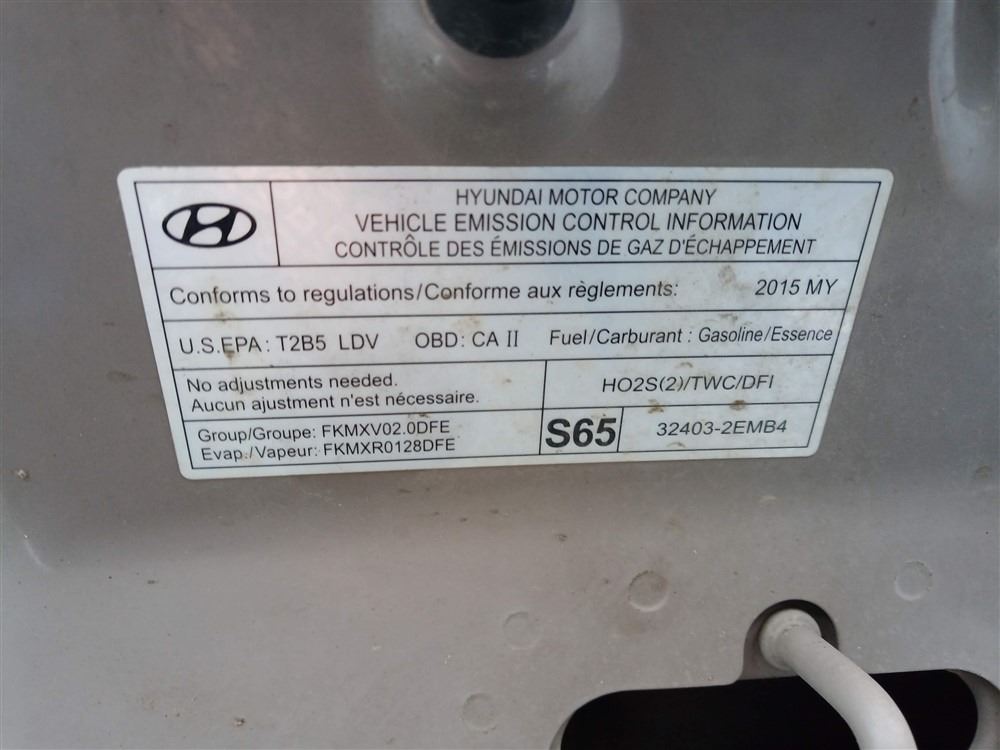 HYUNDAI MOTOR COMPANY
VEHICLE EMISSION CONTROL INFORMATION
CONTRÔLE DES ÉMISSIONS DE GAZ D'ÉCHAPPEMENT
Conforms to regulations/Conforme aux règlements: 2015 MY
U.S.EPA: T2B5 LDV OBD: CA II Fuel/Carburant : Gasoline/Essence
No adjustments needed.
Aucun ajustment n'est nécessaire.
HO2S(2)/TWC/DFI
Group/Groupe: FKMXV02.0DFE
Evap./Vapeur: FKMXR0128DFE
S65
32403-2EMB4